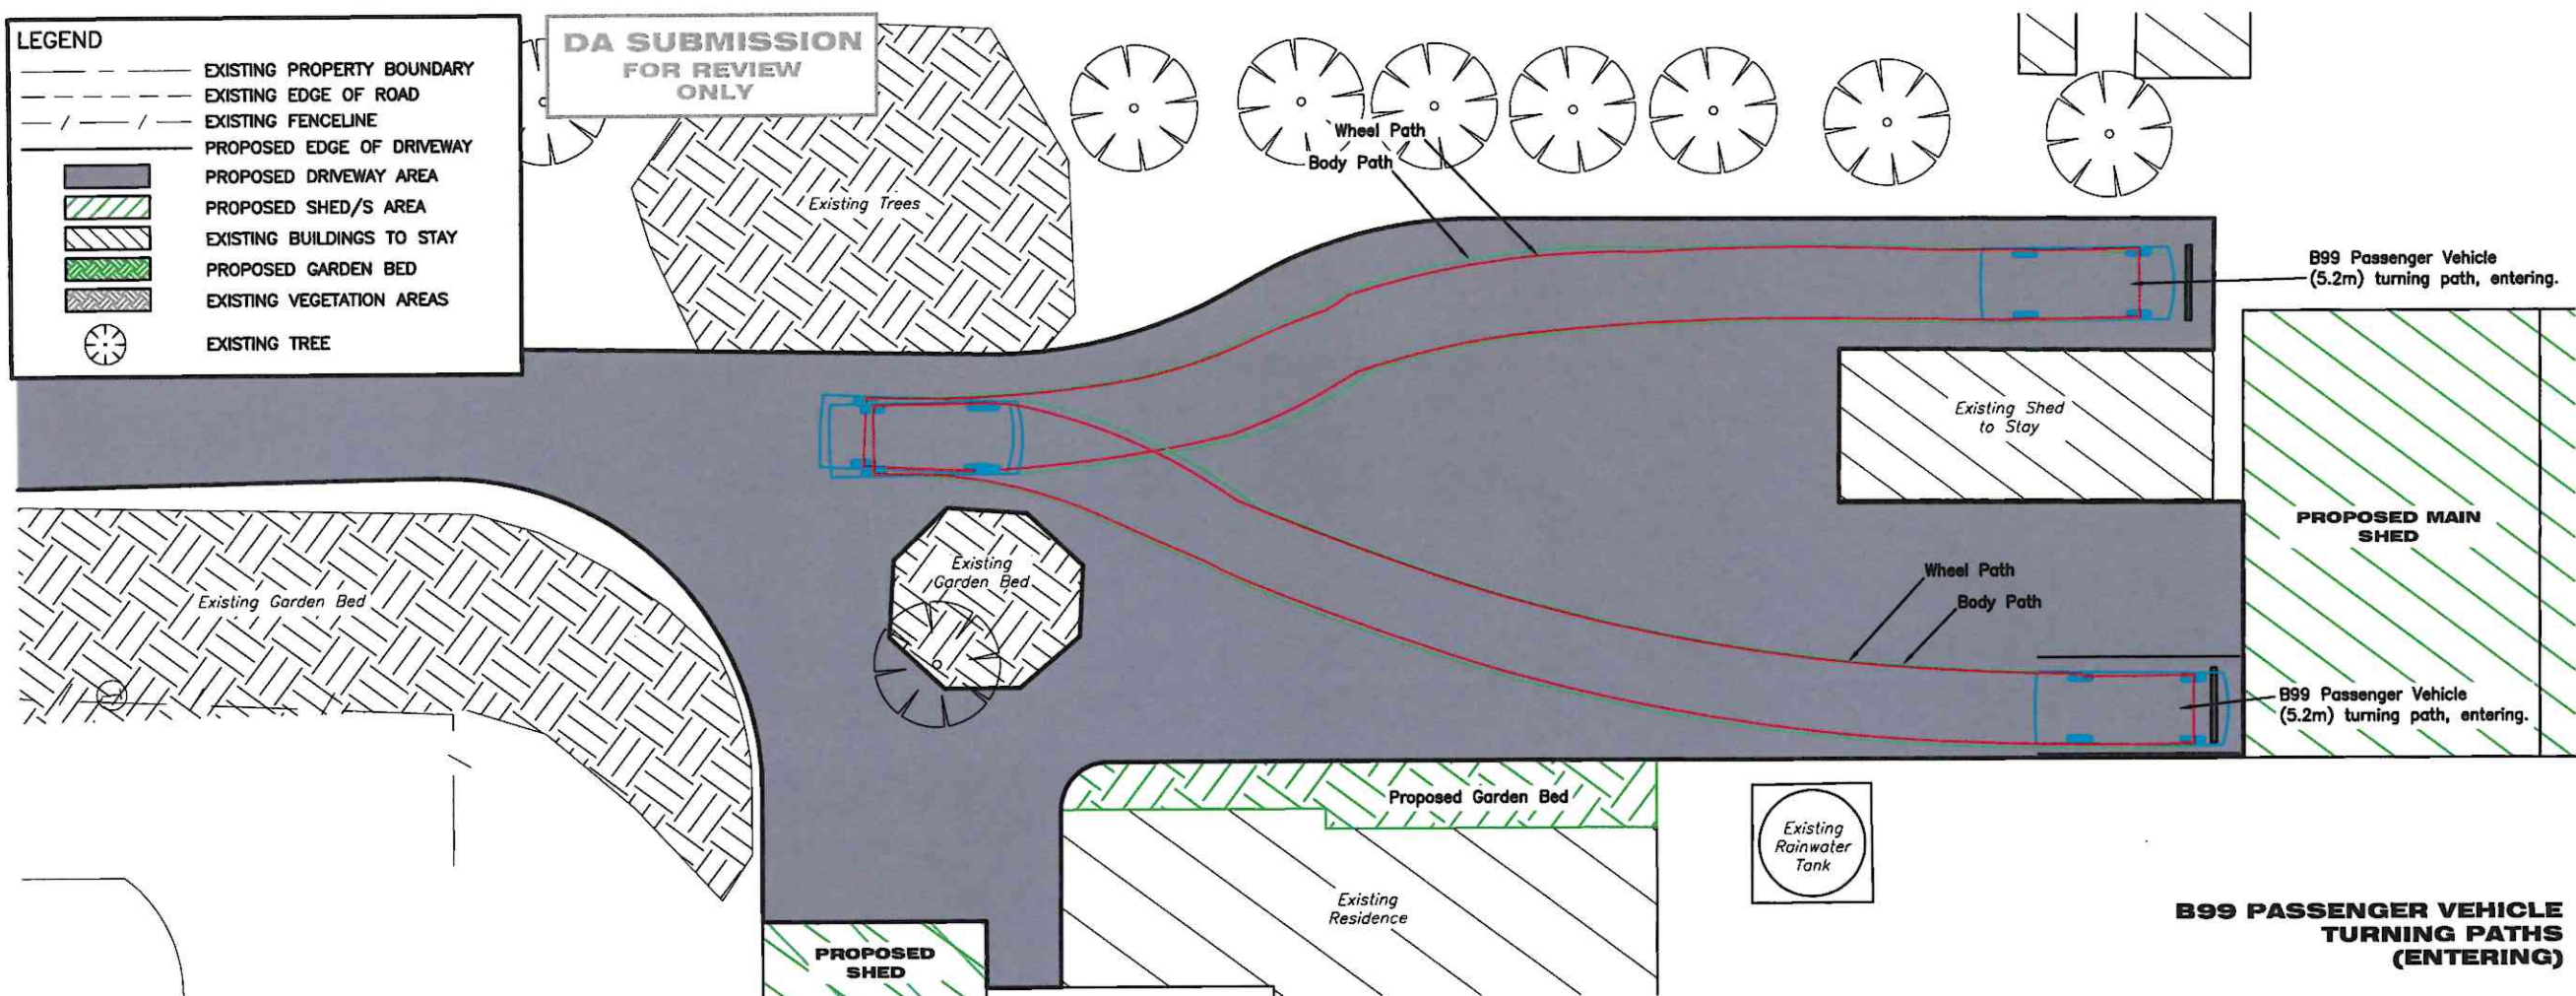 LEGEND
EXISTING PROPERTY BOUNDARY
EXISTING EDGE OF ROAD
EXISTING FENCELINE
PROPOSED EDGE OF DRIVEWAY
PROPOSED DRIVEWAY AREA
PROPOSED SHED/S AREA
EXISTING BUILDINGS TO STAY
PROPOSED GARDEN BED
EXISTING VEGETATION AREAS
EXISTING TREE
DA SUBMISSION
FOR REVIEW
ONLY
Existing Trees
Wheel Path
Body Path
B99 Passenger Vehicle
(5.2m) turning path, entering.
Existing Shed
to Stay
PROPOSED MAIN
SHED
Existing
Garden Bed
Existing Garden Bed
Wheel Path
Body Path
B99 Passenger Vehicle
(5.2m) turning path, entering.
Proposed Garden Bed
Existing
Rainwater
Tank
Existing
Residence
PROPOSED
SHED
B99 PASSENGER VEHICLE
TURNING PATHS
(ENTERING)